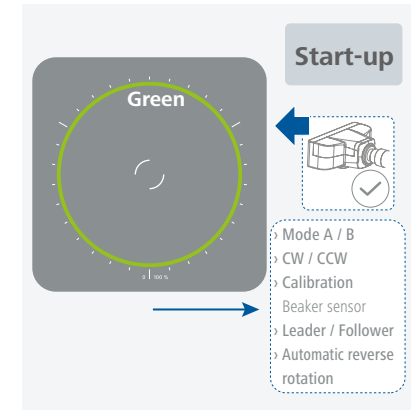 Start-up
Green
0 100 %
› Mode A / B
› CW / CCW
› Calibration
Beaker sensor
› Leader / Follower
› Automatic reverse
rotation